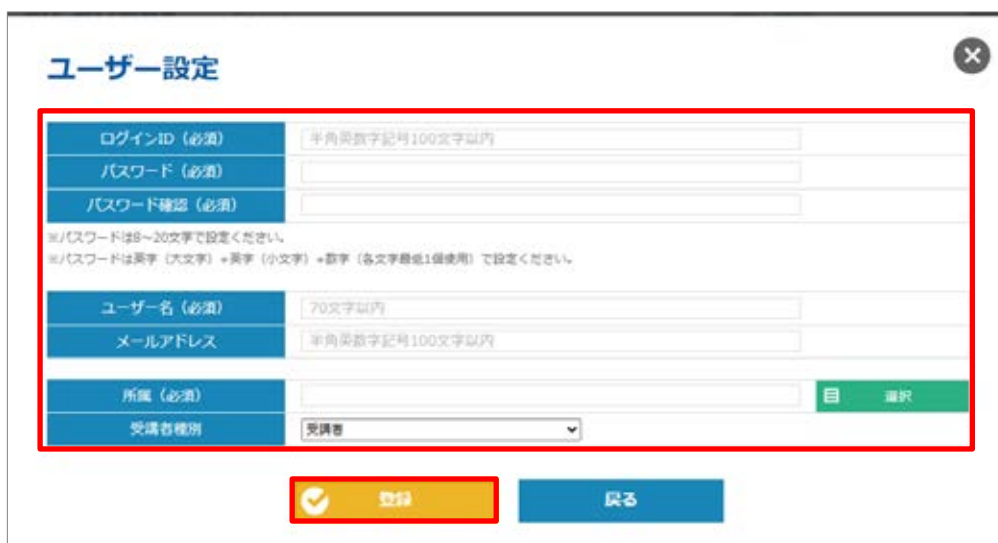 ユーザー設定
ログインID（必須） 半角英数字記号100文字以内
パスワード（必須）
パスワード確認（必須）
※パスワードは8～20文字で設定ください。
※パスワードは英字（大文字）+英字（小文字）+数字（各文字最低1個使用）で設定ください。
ユーザー名（必須） 70文字以内
メールアドレス 半角英数字記号100文字以内
所属（必須） 選択
受講者種別 受講者
登録 戻る